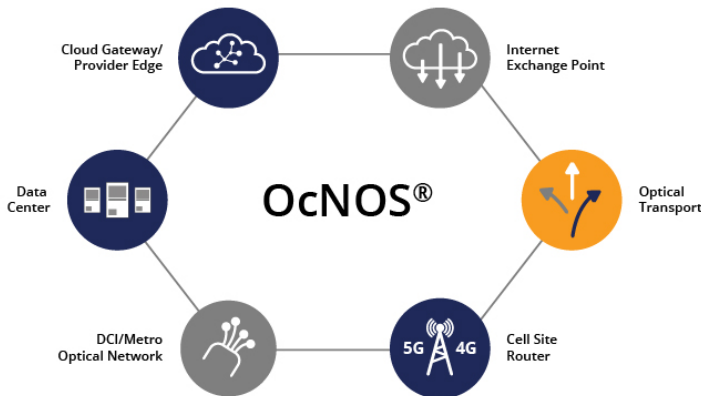 Cloud Gateway/
Provider Edge
Internet
Exchange Point
Data
Center
OcNOS®
Optical
Transport
DCI/Metro
Optical Network
5G 4G
Cell Site
Router